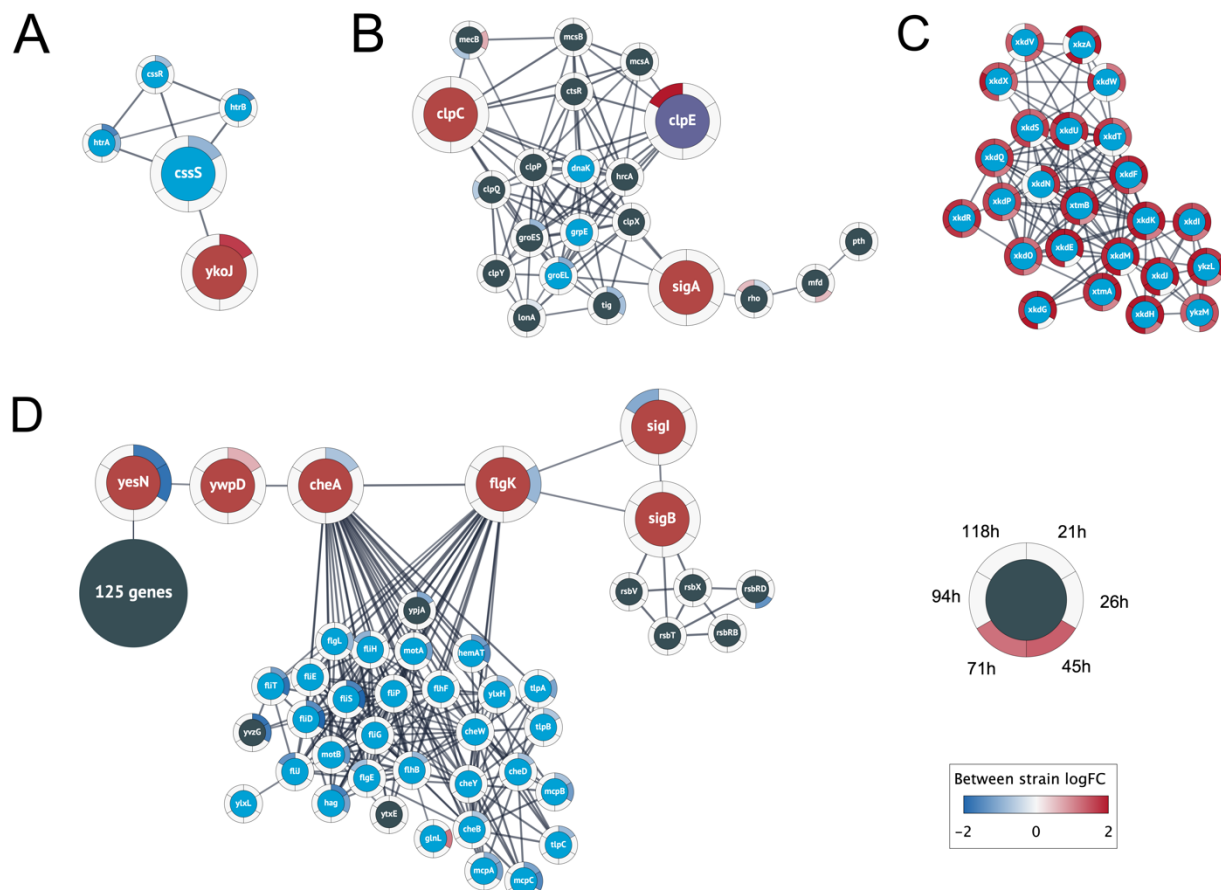 A
cssR
htrB
htrA
cssS
ykoJ
B
mecB
mcsB
mcsA
clpC
ctsR
clpE
clpP
dnaK
hrcA
clpQ
groES
grpE
clpX
clpY
groEL
sigA
lonA
tig
rho
mfd
pth
C
xkdV
xkzA
xkdX
xkdW
xkdS
xkdU
xkdT
xkdQ
xkdN
xkdF
xkdP
xtmB
xkdR
xkdK
xkdI
xkdO
xkdE
xkdM
xkdJ
ykzL
xtmA
xkdG
xkdH
ykzM
D
yesN
ywpD
cheA
flgK
sigI
sigB
125 genes
rsbV
rsbX
rsbRD
rsbT
rsbRB
ypjA
flgL
fliH
motA
hemAT
fliT
fliE
fliS
fliP
flhF
ylxH
tlpA
yvzG
fliD
fliG
cheW
tlpB
motB
fliJ
flgE
flhB
cheY
cheD
mcpB
ylxL
hag
ytxE
glnL
cheB
tlpC
mcpA
mcpC
118h
21h
94h
26h
71h
45h
Between strain logFC
-2
0
2